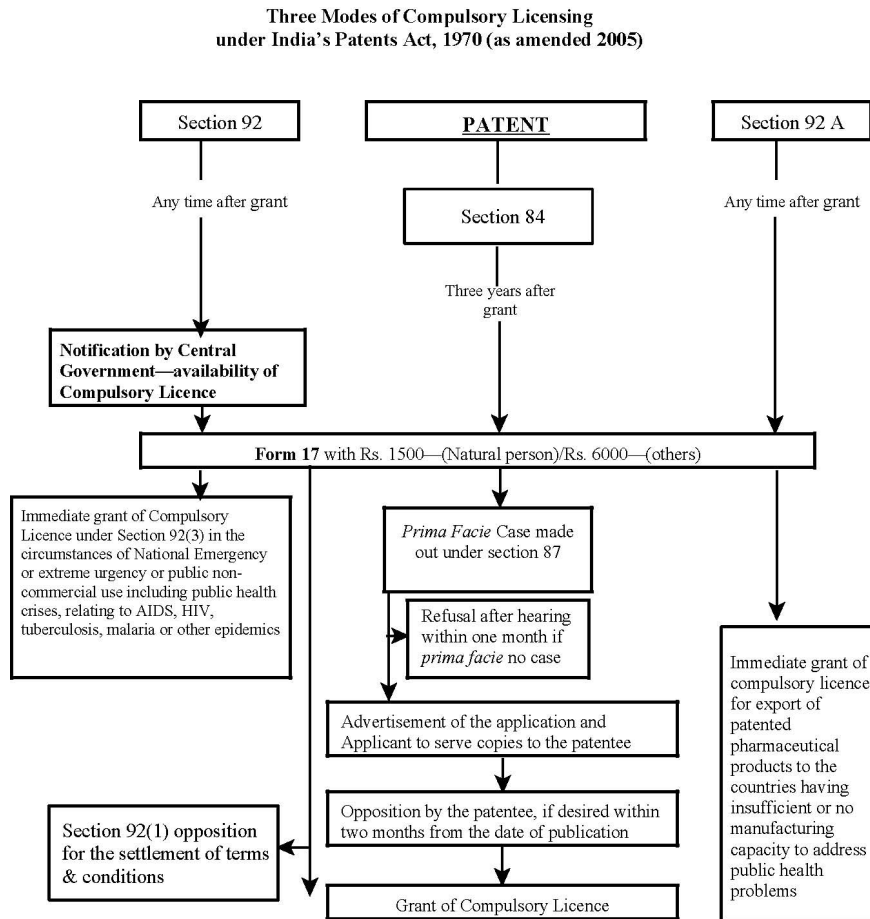 Three Modes of Compulsory Licensing
under India's Patents Act, 1970 (as amended 2005)
Section 92
PATENT
Section 92 A
Any time after grant
Section 84
Any time after grant
Three years after
grant
Notification by Central
Government—availability of
Compulsory Licence
Form 17 with Rs. 1500—(Natural person)/Rs. 6000—(others)
Immediate grant of Compulsory
Licence under Section 92(3) in the
circumstances of National Emergency
or extreme urgency or public non-
commercial use including public health
crises, relating to AIDS, HIV,
tuberculosis, malaria or other epidemics
Prima Facie Case made
out under section 87
Refusal after hearing
within one month if
prima facie no case
Advertisement of the application and
Applicant to serve copies to the patentee
Opposition by the patentee, if desired within
two months from the date of publication
Section 92(1) opposition
for the settlement of terms
& conditions
Grant of Compulsory Licence
Immediate grant of
compulsory licence
for export of
patented
pharmaceutical
products to the
countries having
insufficient or no
manufacturing
capacity to address
public health
problems